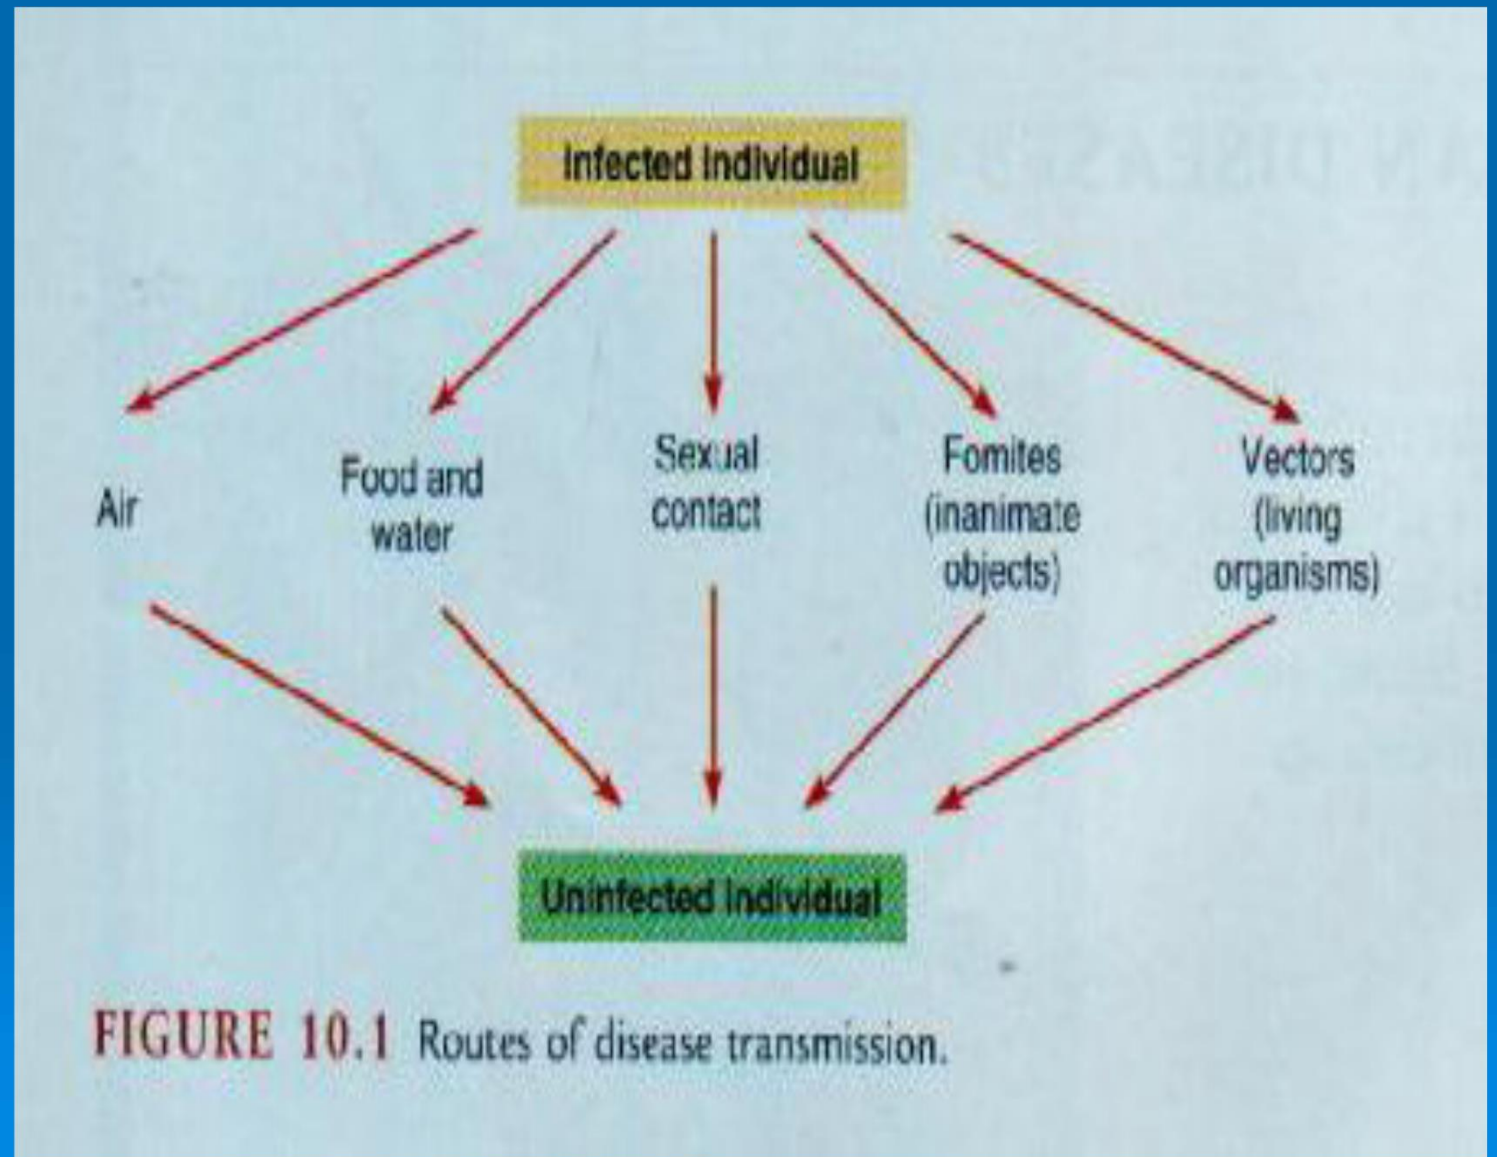 Infected Individual
Air
Food and
water
Sexual
contact
Fomites
(inanimate
objects)
Vectors
(living
organisms)
Uninfected Individual
FIGURE 10.1 Routes of disease transmission.